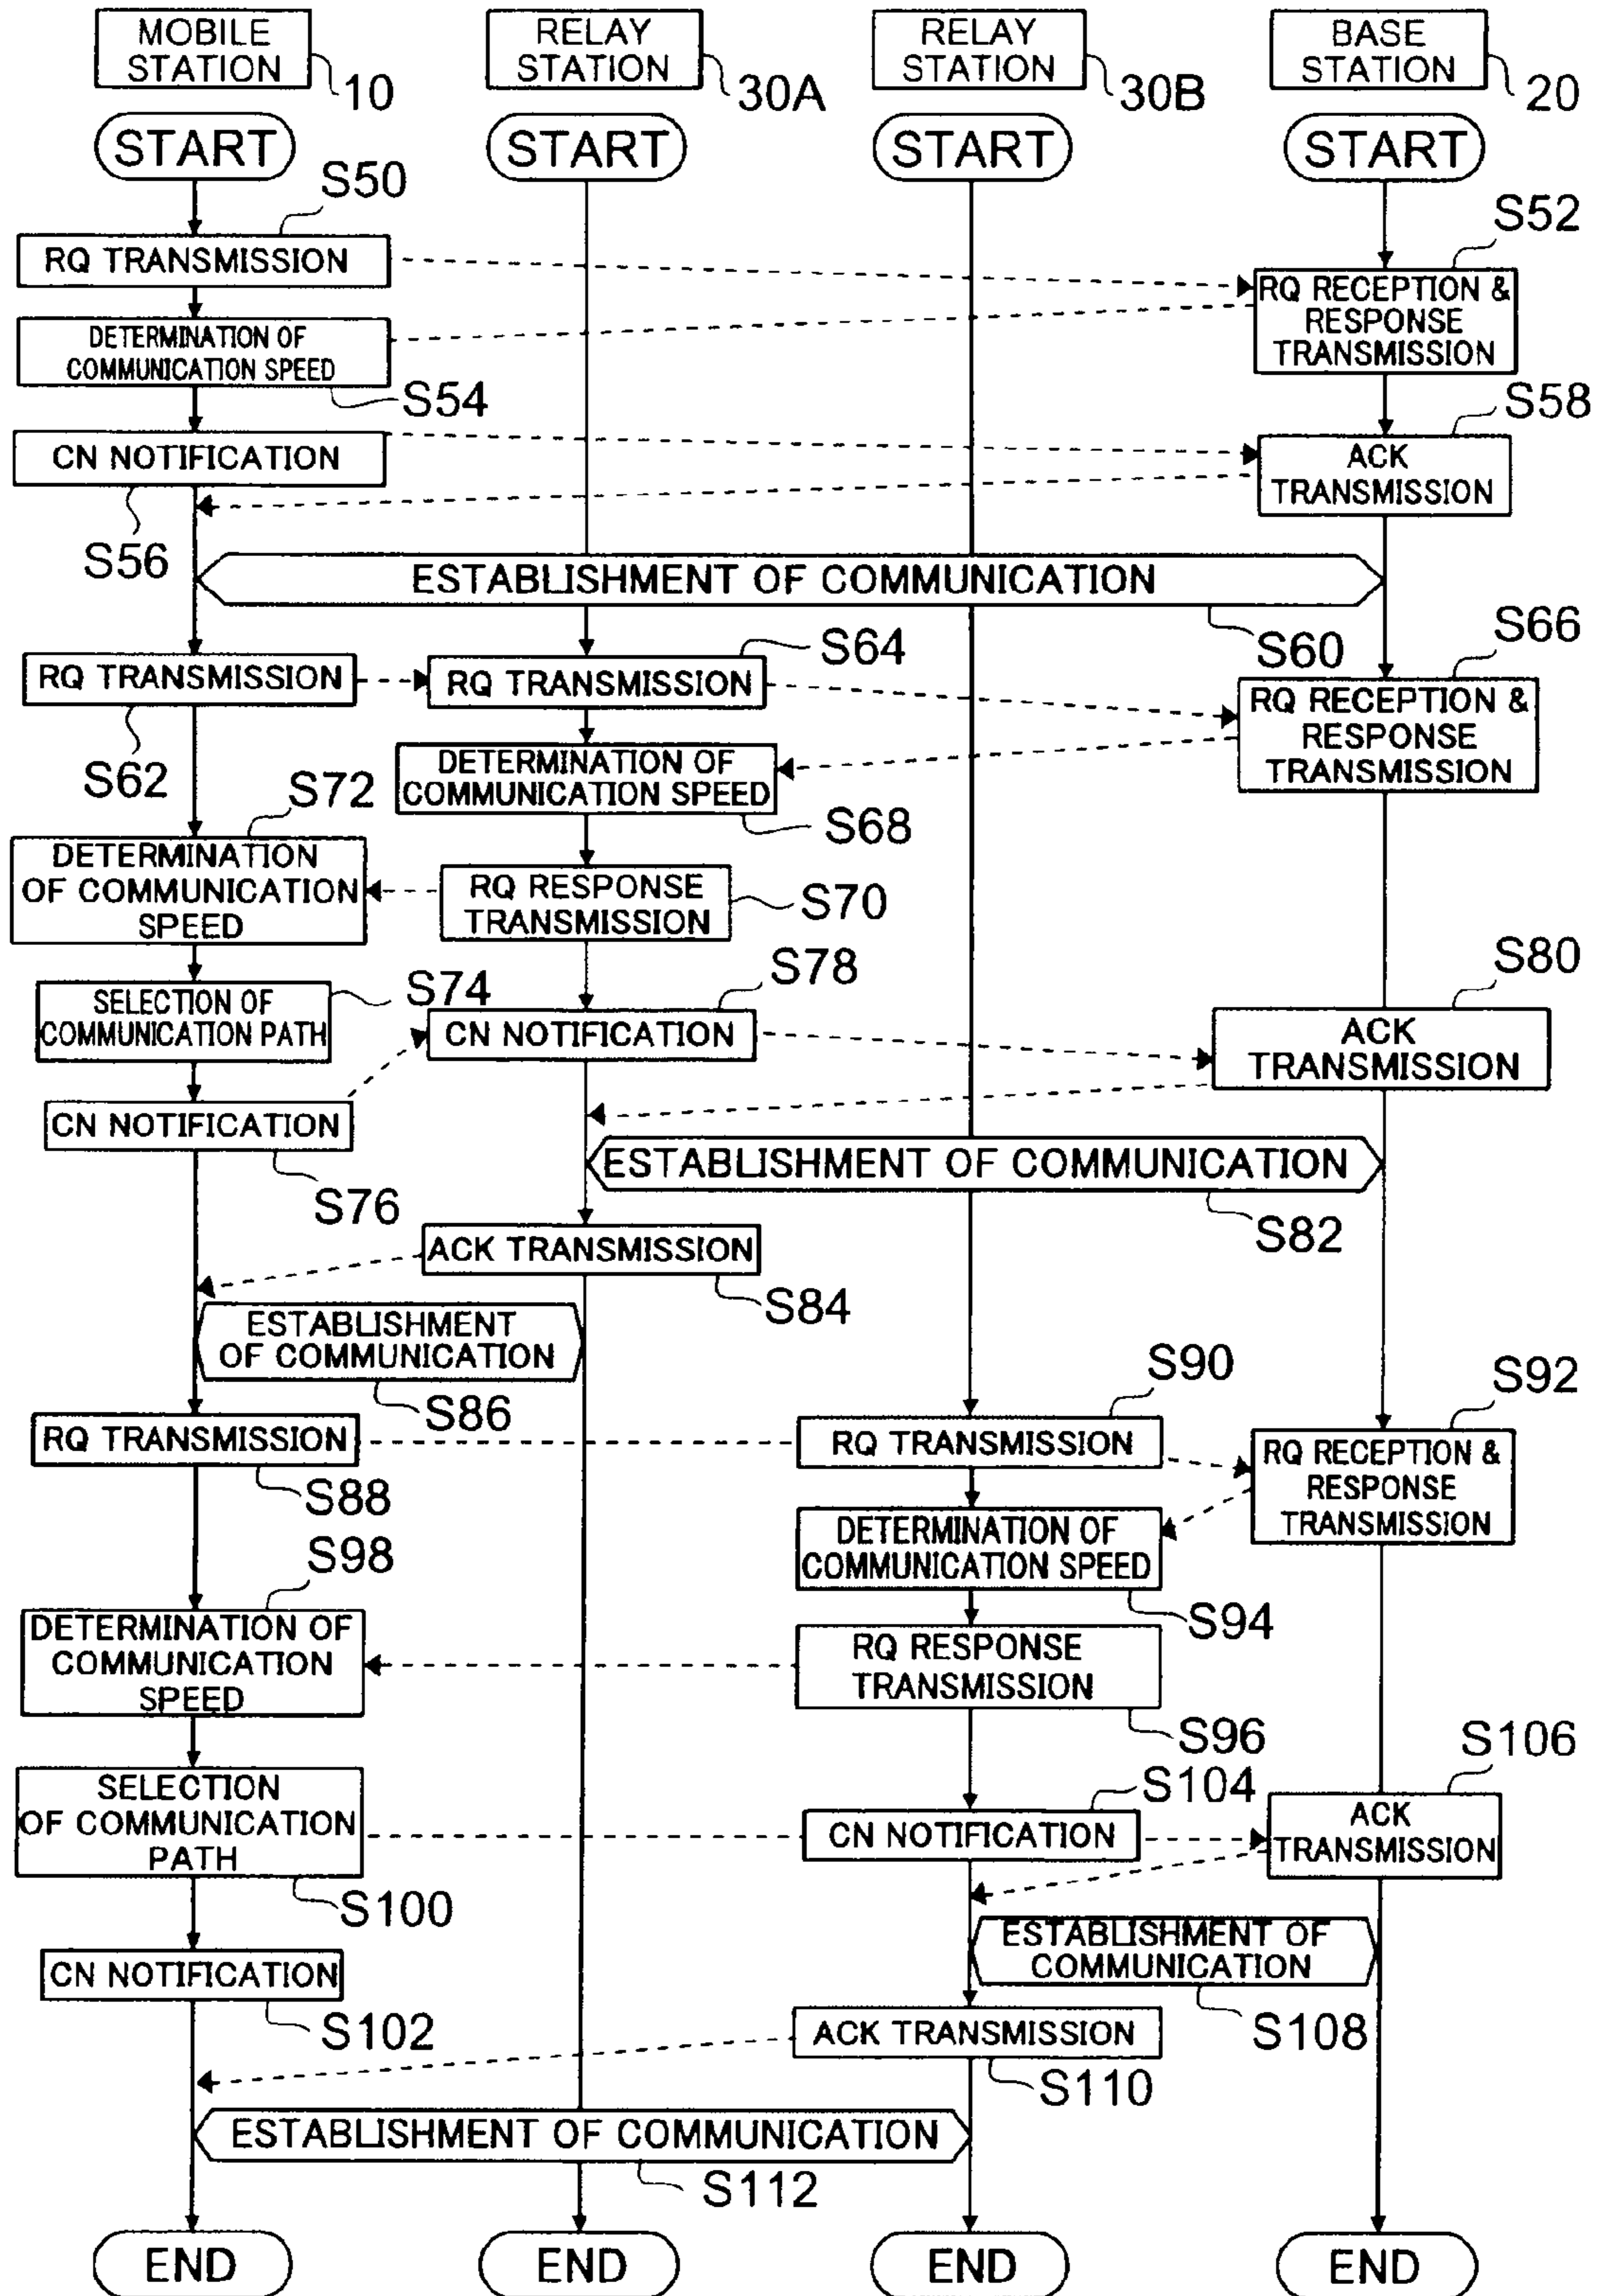 MOBILE
STATION
10
RELAY
STATION
30A
RELAY
STATION
30B
BASE
STATION
20
START
START
START
START
S50
RQ TRANSMISSION
S52
RQ RECEPTION &
RESPONSE
TRANSMISSION
DETERMINATION OF
COMMUNICATION SPEED
S54
CN NOTIFICATION
S56
S58
ACK
TRANSMISSION
ESTABLISHMENT OF COMMUNICATION
S60
RQ TRANSMISSION
S62
S64
RQ TRANSMISSION
S66
RQ RECEPTION &
RESPONSE
TRANSMISSION
DETERMINATION OF
COMMUNICATION SPEED
S68
S72
DETERMINATION
OF COMMUNICATION
SPEED
RQ RESPONSE
TRANSMISSION
S70
SELECTION OF
COMMUNICATION PATH
S74
S78
CN NOTIFICATION
S80
ACK
TRANSMISSION
CN NOTIFICATION
S76
ESTABLISHMENT OF COMMUNICATION
S82
ACK TRANSMISSION
S84
ESTABLISHMENT
OF COMMUNICATION
S86
RQ TRANSMISSION
S88
S90
RQ TRANSMISSION
S92
RQ RECEPTION &
RESPONSE
TRANSMISSION
DETERMINATION OF
COMMUNICATION SPEED
S94
S98
DETERMINATION OF
COMMUNICATION
SPEED
RQ RESPONSE
TRANSMISSION
S96
SELECTION
OF COMMUNICATION
PATH
S100
S104
CN NOTIFICATION
S106
ACK
TRANSMISSION
CN NOTIFICATION
S102
ESTABLISHMENT OF
COMMUNICATION
S108
ACK TRANSMISSION
S110
ESTABLISHMENT OF COMMUNICATION
S112
END
END
END
END